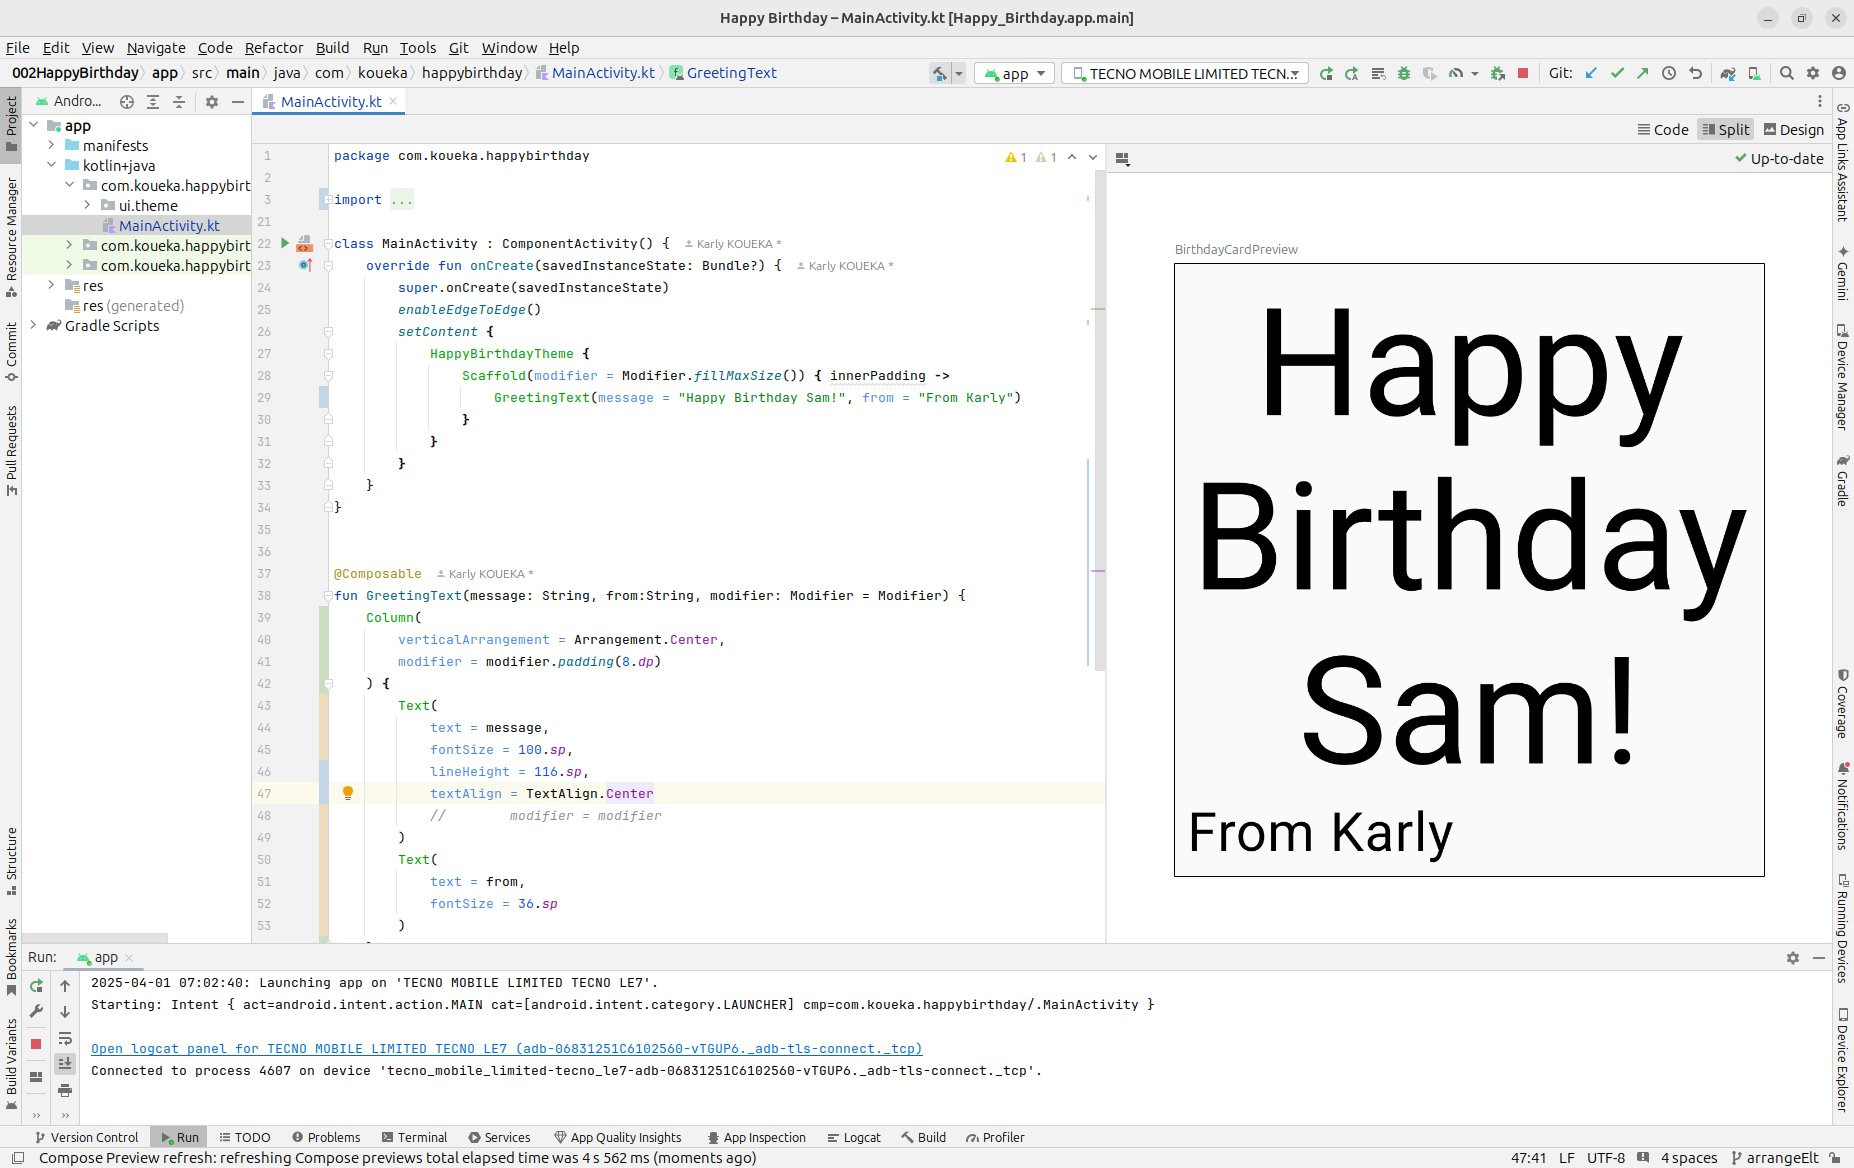 Happy Birthday – MainActivity.kt [Happy_Birthday.app.main]
File Edit View Navigate Code Refactor Build Run Tools Git Window Help
002HappyBirthday app src main java com koueka happybirthday MainActivity.kt GreetingText
app TECNO MOBILE LIMITED TECN... Git:
Andro...
MainActivity.kt
Code Split Design
Up-to-date
Project
Resource Manager
Commit
Pull Requests
Structure
Bookmarks
Build Variants
app
manifests
kotlin+java
com.koueka.happybirt
ui.theme
MainActivity.kt
com.koueka.happybirt
com.koueka.happybirt
res
res (generated)
Gradle Scripts
1 package com.koueka.happybirthday
1 1
2
3 import ...
21
22 class MainActivity : ComponentActivity() { Karly KOUEKA *
23 override fun onCreate(savedInstanceState: Bundle?) { Karly KOUEKA *
24 super.onCreate(savedInstanceState)
25 enableEdgeToEdge()
26 setContent {
27 HappyBirthdayTheme {
28 Scaffold(modifier = Modifier.fillMaxSize()) { innerPadding ->
29 GreetingText(message = "Happy Birthday Sam!", from = "From Karly")
30 }
31 }
32 }
33 }
34 }
35
36
37 @Composable Karly KOUEKA *
38 fun GreetingText(message: String, from:String, modifier: Modifier = Modifier) {
39 Column(
40 verticalArrangement = Arrangement.Center,
41 modifier = modifier.padding(8.dp)
42 ) {
43 Text(
44 text = message,
45 fontSize = 100.sp,
46 lineHeight = 116.sp,
47 textAlign = TextAlign.Center
48 // modifier = modifier
49 )
50 Text(
51 text = from,
52 fontSize = 36.sp
53 )
BirthdayCardPreview
Happy
Birthday
Sam!
From Karly
App Links Assistant
Gemini
Device Manager
Gradle
Coverage
Notifications
Running Devices
Device Explorer
Run: app
2025-04-01 07:02:40: Launching app on 'TECNO MOBILE LIMITED TECNO LE7'.
Starting: Intent { act=android.intent.action.MAIN cat=[android.intent.category.LAUNCHER] cmp=com.koueka.happybirthday/.MainActivity }
Open logcat panel for TECNO MOBILE LIMITED TECNO LE7 (adb-06831251C6102560-vTGUP6._adb-tls-connect._tcp)
Connected to process 4607 on device 'tecno_mobile_limited-tecno_le7-adb-06831251C6102560-vTGUP6._adb-tls-connect._tcp'.
Version Control Run TODO Problems Terminal Services App Quality Insights App Inspection Logcat Build Profiler
Compose Preview refresh: refreshing Compose previews total elapsed time was 4 s 562 ms (moments ago) 47:41 LF UTF-8 4 spaces arrangeElt